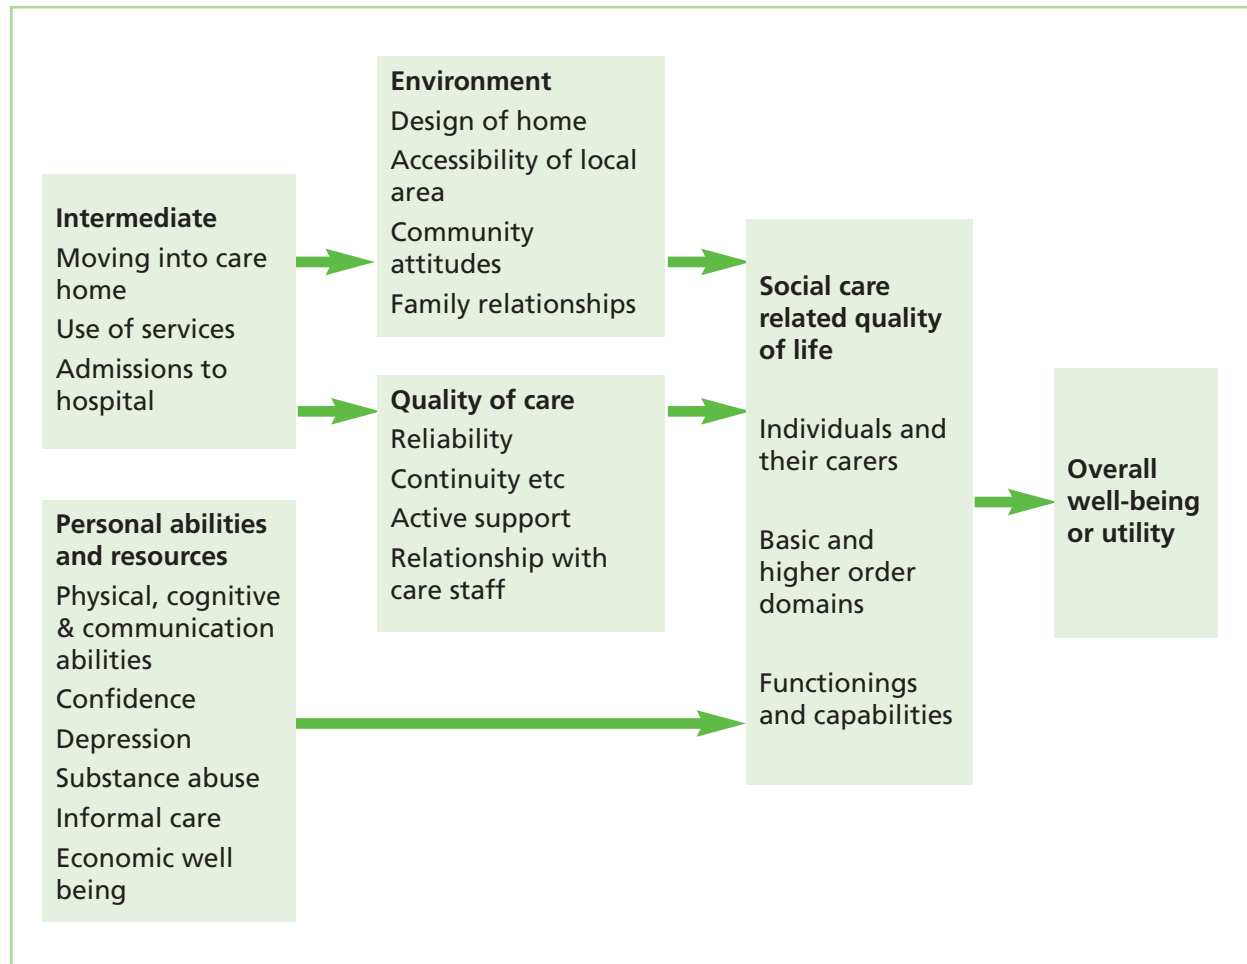 Intermediate
Moving into care
home
Use of services
Admissions to
hospital
Personal abilities
and resources
Physical, cognitive
& communication
abilities
Confidence
Depression
Substance abuse
Informal care
Economic well
being
Environment
Design of home
Accessibility of local
area
Community
attitudes
Family relationships
Quality of care
Reliability
Continuity etc
Active support
Relationship with
care staff
Social care
related quality
of life
Individuals and
their carers
Basic and
higher order
domains
Functionings
and capabilities
Overall
well-being
or utility